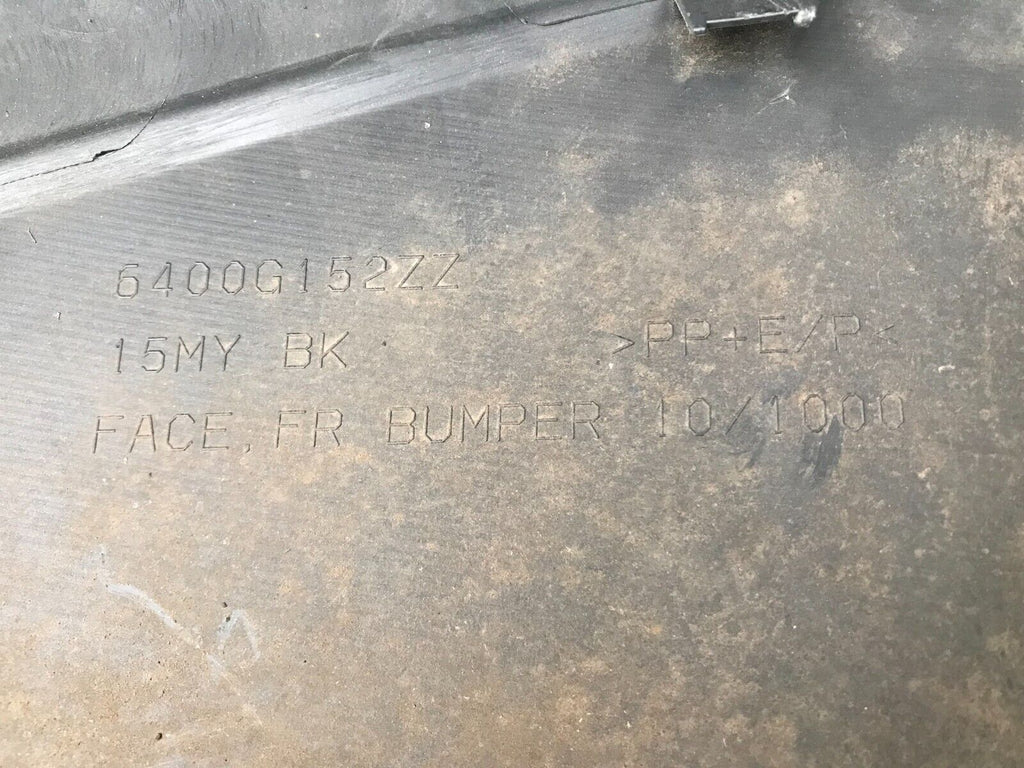 6400G152ZZ
15MY BK >PP+E/P<
FACE, FR BUMPER 10/1000